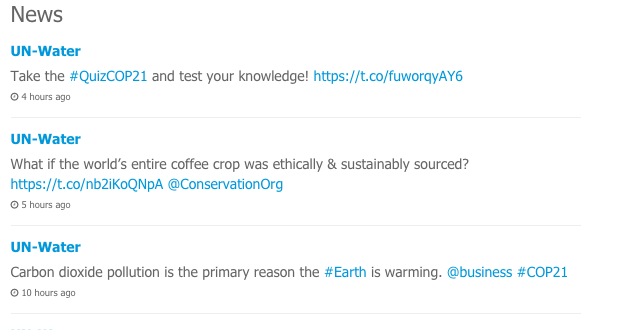 News
UN-Water
Take the #QuizCOP21 and test your knowledge! https://t.co/fuworqyAY6
4 hours ago
UN-Water
What if the world’s entire coffee crop was ethically & sustainably sourced?
https://t.co/nb2iKoQNpA @ConservationOrg
5 hours ago
UN-Water
Carbon dioxide pollution is the primary reason the #Earth is warming. @business #COP21
10 hours ago